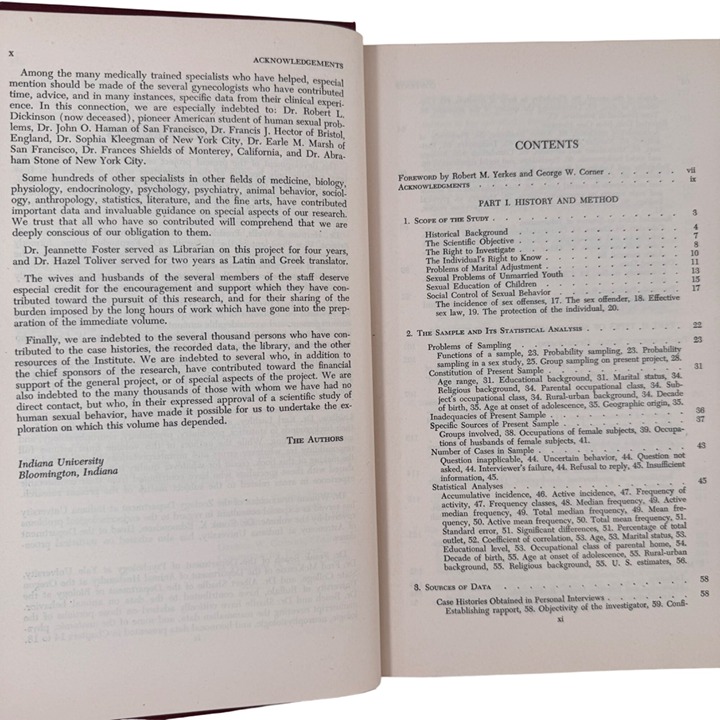 x
ACKNOWLEDGEMENTS
Among the many medically trained specialists who have helped, especial
mention should be made of the several gynecologists who have contributed
time, advice, and in many instances, specific data from their clinical experi-
ence. In this connection, we are especially indebted to: Dr. Robert L.
Dickinson (now deceased), pioneer American student of human sexual prob-
lems, Dr. John O. Haman of San Francisco, Dr. Francis J. Hector of Bristol,
England, Dr. Sophia Kleegman of New York City, Dr. Earle M. Marsh of
San Francisco, Dr. Frances Shields of Monterey, California, and Dr. Abra-
ham Stone of New York City.
Some hundreds of other specialists in other fields of medicine, biology,
physiology, endocrinology, psychology, psychiatry, animal behavior, sociol-
ogy, anthropology, statistics, literature, and the fine arts, have contributed
important data and invaluable guidance on special aspects of our research.
We trust that all who have so contributed will comprehend that we are
deeply conscious of our obligation to them.
Dr. Jeannette Foster served as Librarian on this project for four years,
and Dr. Hazel Toliver served for two years as Latin and Greek translator.
The wives and husbands of the several members of the staff deserve
especial credit for the encouragement and support which they have con-
tributed toward the pursuit of this research, and for their sharing of the
burden imposed by the long hours of work which have gone into the prep-
aration of the immediate volume.
Finally, we are indebted to the several thousand persons who have con-
tributed to the case histories, the recorded data, the library, and the other
resources of the Institute. We are indebted to several who, in addition to
the chief sponsors of the research, have contributed toward the financial
support of the general project, or of special aspects of the project. We are
also indebted to the many thousands of those with whom we have had no
direct contact, but who, in their expressed approval of a scientific study of
human sexual behavior, have made it possible for us to undertake the ex-
ploration on which this volume has depended.
THE AUTHORS
Indiana University
Bloomington, Indiana
CONTENTS
FOREWORD by Robert M. Yerkes and George W. Corner . . . . . vii
ACKNOWLEDGMENTS . . . . . ix
PART I. HISTORY AND METHOD
1. SCOPE OF THE STUDY . . . . . 3
Historical Background . . . . . 4
The Scientific Objective . . . . . 7
The Right to Investigate . . . . . 8
The Individual's Right to Know . . . . . 10
Problems of Marital Adjustment . . . . . 11
Sexual Problems of Unmarried Youth . . . . . 13
Sexual Education of Children . . . . . 15
Social Control of Sexual Behavior . . . . . 17
The incidence of sex offenses, 17. The sex offender, 18. Effective
sex law, 19. The protection of the individual, 20.
2. THE SAMPLE AND ITS STATISTICAL ANALYSIS . . . . . 22
Problems of Sampling . . . . . 23
Functions of a sample, 23. Probability sampling, 23. Probability
sampling in a sex study, 25. Group sampling on present project, 28.
Constitution of Present Sample . . . . . 31
Age range, 31. Educational background, 31. Marital status, 34.
Religious background, 34. Parental occupational class, 34. Sub-
ject's occupational class, 34. Rural-urban background, 34. Decade
of birth, 35. Age at onset of adolescence, 35. Geographic origin, 35.
Inadequacies of Present Sample . . . . . 36
Specific Sources of Present Sample . . . . . 37
Groups involved, 38. Occupations of female subjects, 39. Occupa-
tions of husbands of female subjects, 41.
Number of Cases in Sample . . . . . 43
Question inapplicable, 44. Uncertain behavior, 44. Question not
asked, 44. Interviewer's failure, 44. Refusal to reply, 45. Insufficient
information, 45.
Statistical Analyses . . . . . 45
Accumulative incidence, 46. Active incidence, 47. Frequency of
activity, 47. Frequency classes, 48. Median frequency, 49. Active
median frequency, 49. Total median frequency, 49. Mean fre-
quency, 50. Active mean frequency, 50. Total mean frequency, 51.
Standard error, 51. Significant differences, 51. Percentage of total
outlet, 52. Coefficient of correlation, 53. Age, 53. Marital status, 53.
Educational level, 53. Occupational class of parental home, 54.
Decade of birth, 55. Age at onset of adolescence, 55. Rural-urban
background, 55. Religious background, 55. U. S. estimates, 56.
3. SOURCES OF DATA . . . . . 58
Case Histories Obtained in Personal Interviews . . . . . 58
Establishing rapport, 58. Objectivity of the investigator, 59. Confi-
xi